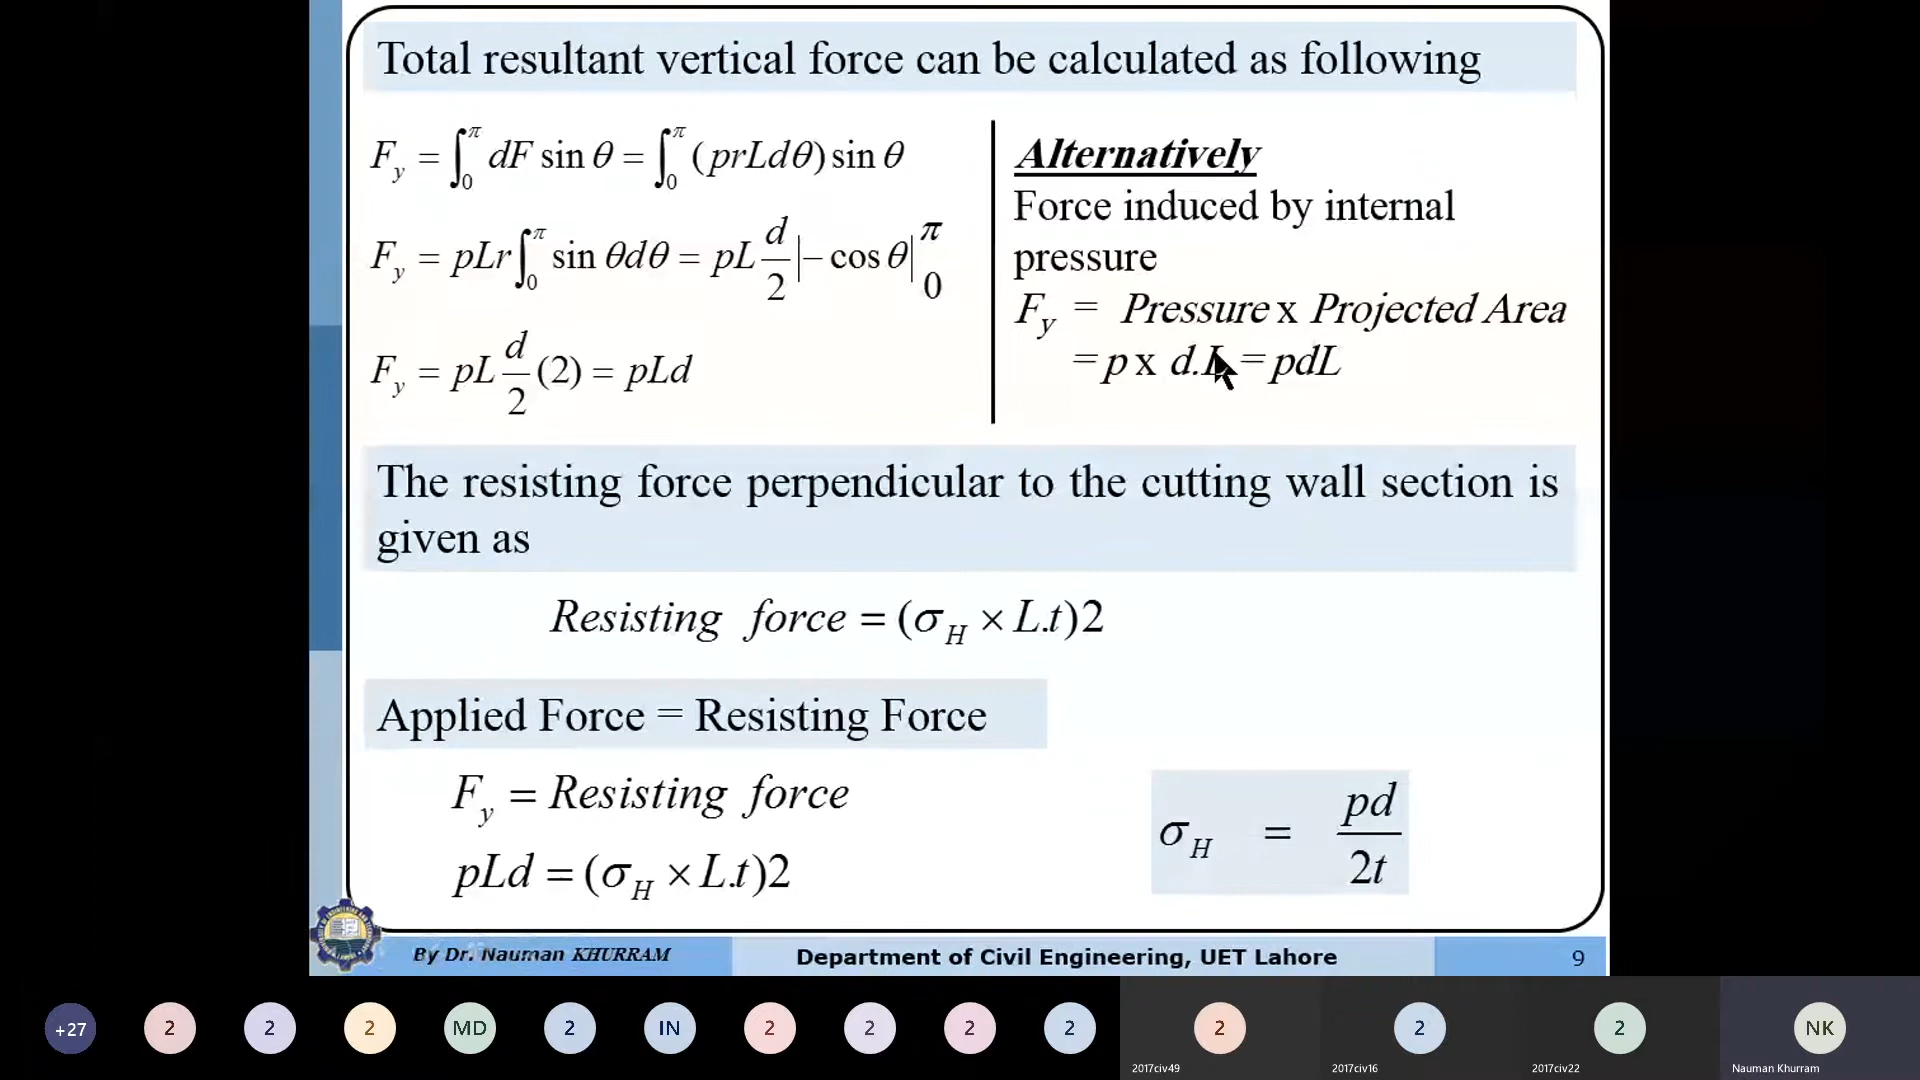 Total resultant vertical force can be calculated as following
F_y = ∫_0^π dF sin θ = ∫_0^π (prLdθ) sin θ
F_y = pLr ∫_0^π sin θdθ = pL d/2 |− cos θ|_0^π
F_y = pL d/2 (2) = pLd
Alternatively
Force induced by internal
pressure
F_y = Pressure x Projected Area
= p x d.L = pdL
The resisting force perpendicular to the cutting wall section is
given as
Resisting force = (σ_H × L.t)2
Applied Force = Resisting Force
F_y = Resisting force
pLd = (σ_H × L.t)2
σ_H = pd/2t
By Dr. Nauman KHURRAM
Department of Civil Engineering, UET Lahore
9
+27 2 2 2 MD 2 IN 2 2 2 2 2 2 2 NK
2017civ49 2017civ16 2017civ22 Nauman Khurram